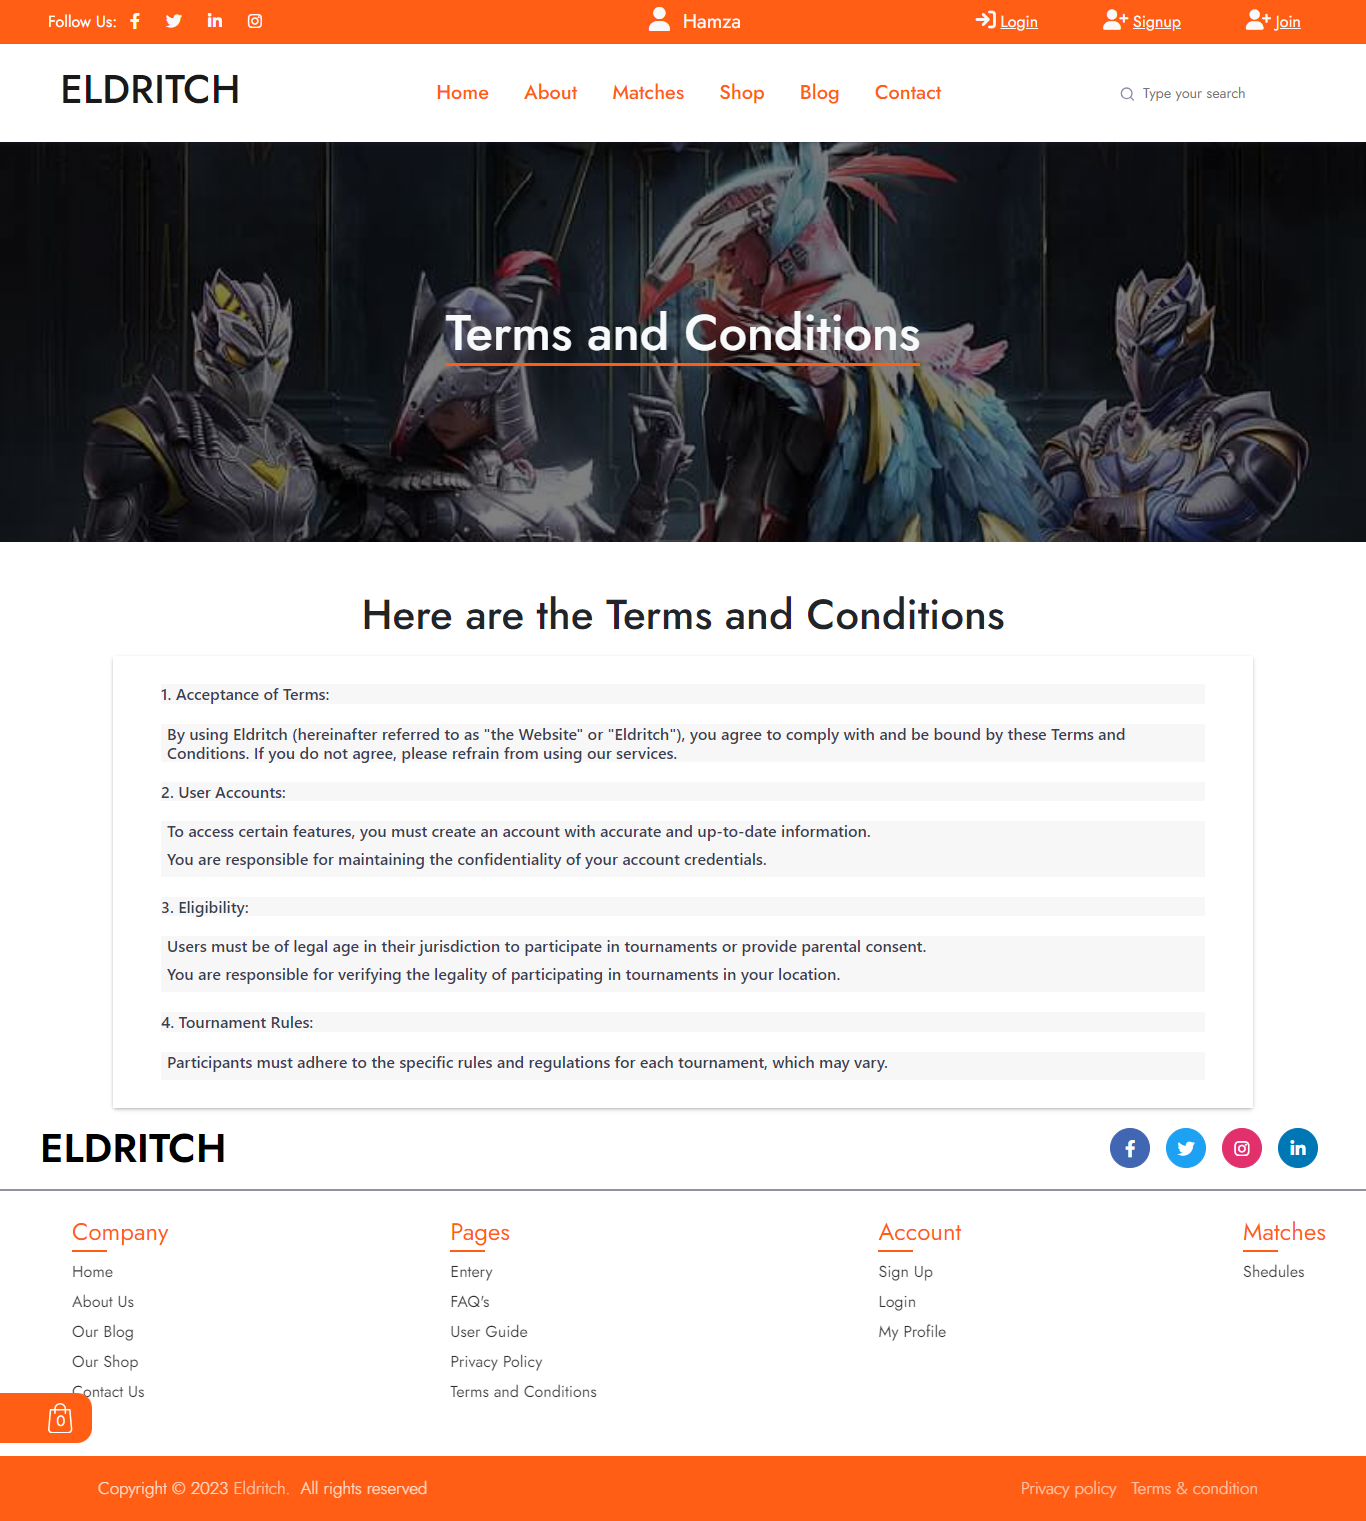 Follow Us:
Hamza
Login
Signup
Join
ELDRITCH
Home
About
Matches
Shop
Blog
Contact
Type your search
Terms and Conditions
Here are the Terms and Conditions
1. Acceptance of Terms:
By using Eldritch (hereinafter referred to as "the Website" or "Eldritch"), you agree to comply with and be bound by these Terms and
Conditions. If you do not agree, please refrain from using our services.
2. User Accounts:
To access certain features, you must create an account with accurate and up-to-date information.
You are responsible for maintaining the confidentiality of your account credentials.
3. Eligibility:
Users must be of legal age in their jurisdiction to participate in tournaments or provide parental consent.
You are responsible for verifying the legality of participating in tournaments in your location.
4. Tournament Rules:
Participants must adhere to the specific rules and regulations for each tournament, which may vary.
ELDRITCH
Company
Home
About Us
Our Blog
Our Shop
Contact Us
Pages
Entery
FAQ's
User Guide
Privacy Policy
Terms and Conditions
Account
Sign Up
Login
My Profile
Matches
Shedules
0
Copyright © 2023 Eldritch. All rights reserved
Privacy policy
Terms & condition